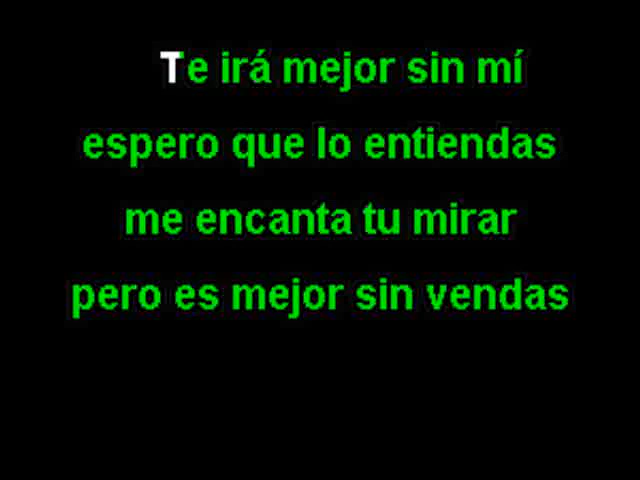 Te irá mejor sin mí
espero que lo entiendas
me encanta tu mirar
pero es mejor sin vendas